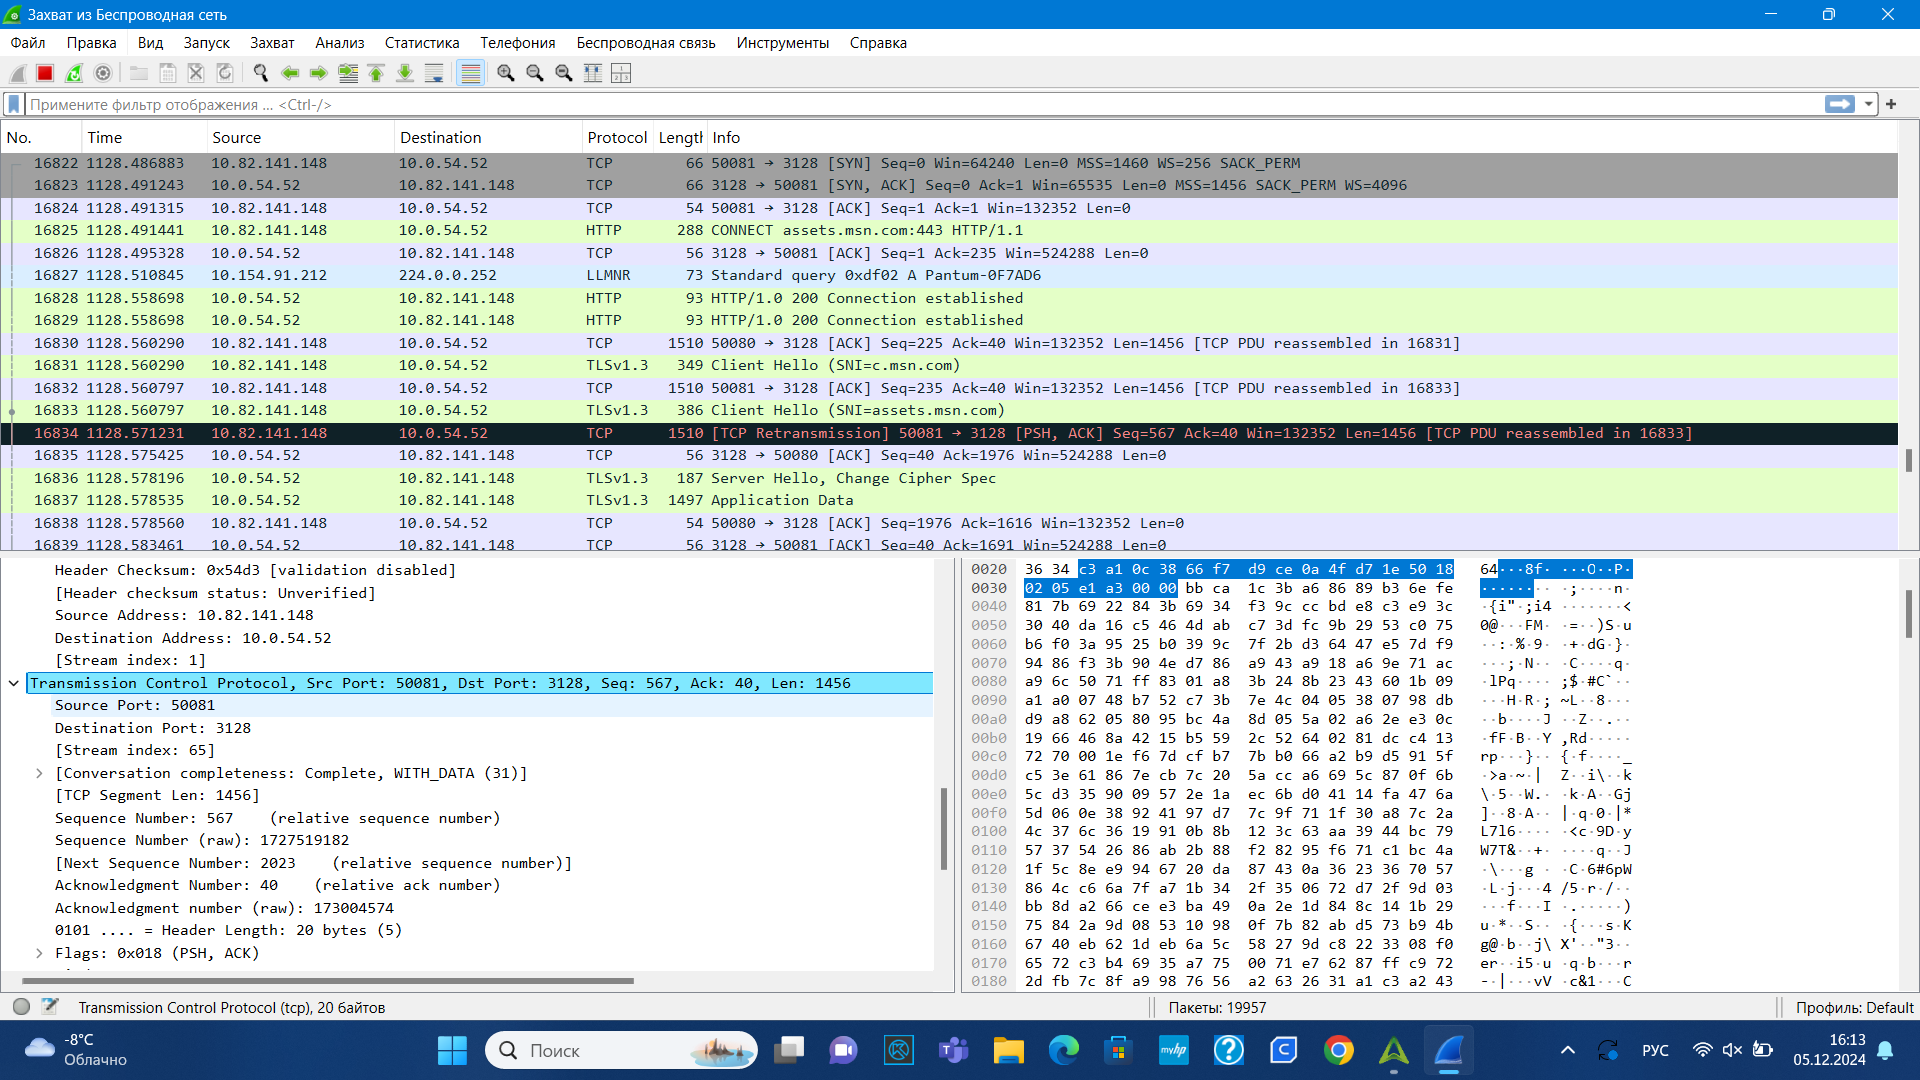 Захват из Беспроводная сеть
Файл Правка Вид Запуск Захват Анализ Статистика Телефония Беспроводная связь Инструменты Справка
Примените фильтр отображения ... <Ctrl-/>
No. Time Source Destination Protocol Length Info
16822 1128.486883 10.82.141.148 10.0.54.52 TCP 66 50081 → 3128 [SYN] Seq=0 Win=64240 Len=0 MSS=1460 WS=256 SACK_PERM
16823 1128.491243 10.0.54.52 10.82.141.148 TCP 66 3128 → 50081 [SYN, ACK] Seq=0 Ack=1 Win=65535 Len=0 MSS=1456 SACK_PERM WS=4096
16824 1128.491315 10.82.141.148 10.0.54.52 TCP 54 50081 → 3128 [ACK] Seq=1 Ack=1 Win=132352 Len=0
16825 1128.491441 10.82.141.148 10.0.54.52 HTTP 288 CONNECT assets.msn.com:443 HTTP/1.1
16826 1128.495328 10.0.54.52 10.82.141.148 TCP 56 3128 → 50081 [ACK] Seq=1 Ack=235 Win=524288 Len=0
16827 1128.510845 10.154.91.212 224.0.0.252 LLMNR 73 Standard query 0xdf02 A Pantum-0F7AD6
16828 1128.558698 10.0.54.52 10.82.141.148 HTTP 93 HTTP/1.0 200 Connection established
16829 1128.558698 10.0.54.52 10.82.141.148 HTTP 93 HTTP/1.0 200 Connection established
16830 1128.560290 10.82.141.148 10.0.54.52 TCP 1510 50080 → 3128 [ACK] Seq=225 Ack=40 Win=132352 Len=1456 [TCP PDU reassembled in 16831]
16831 1128.560290 10.82.141.148 10.0.54.52 TLSv1.3 349 Client Hello (SNI=c.msn.com)
16832 1128.560797 10.82.141.148 10.0.54.52 TCP 1510 50081 → 3128 [ACK] Seq=235 Ack=40 Win=132352 Len=1456 [TCP PDU reassembled in 16833]
16833 1128.560797 10.82.141.148 10.0.54.52 TLSv1.3 386 Client Hello (SNI=assets.msn.com)
16834 1128.571231 10.82.141.148 10.0.54.52 TCP 1510 [TCP Retransmission] 50081 → 3128 [PSH, ACK] Seq=567 Ack=40 Win=132352 Len=1456 [TCP PDU reassembled in 16833]
16835 1128.575425 10.0.54.52 10.82.141.148 TCP 56 3128 → 50080 [ACK] Seq=40 Ack=1976 Win=524288 Len=0
16836 1128.578196 10.0.54.52 10.82.141.148 TLSv1.3 187 Server Hello, Change Cipher Spec
16837 1128.578535 10.0.54.52 10.82.141.148 TLSv1.3 1497 Application Data
16838 1128.578560 10.82.141.148 10.0.54.52 TCP 54 50080 → 3128 [ACK] Seq=1976 Ack=1616 Win=132352 Len=0
16839 1128.583461 10.0.54.52 10.82.141.148 TCP 56 3128 → 50081 [ACK] Seq=40 Ack=1691 Win=524288 Len=0
Header Checksum: 0x54d3 [validation disabled]
[Header checksum status: Unverified]
Source Address: 10.82.141.148
Destination Address: 10.0.54.52
[Stream index: 1]
Transmission Control Protocol, Src Port: 50081, Dst Port: 3128, Seq: 567, Ack: 40, Len: 1456
Source Port: 50081
Destination Port: 3128
[Stream index: 65]
[Conversation completeness: Complete, WITH_DATA (31)]
[TCP Segment Len: 1456]
Sequence Number: 567 (relative sequence number)
Sequence Number (raw): 1727519182
[Next Sequence Number: 2023 (relative sequence number)]
Acknowledgment Number: 40 (relative ack number)
Acknowledgment number (raw): 173004574
0101 .... = Header Length: 20 bytes (5)
Flags: 0x018 (PSH, ACK)
0020 36 34 c3 a1 0c 38 66 f7 d9 ce 0a 4f d7 1e 50 18 64···8f· ···O··P·
0030 02 05 e1 a3 00 00 bb ca 1c 3b a6 86 89 b3 6e fe ········ ·;····n·
0040 81 7b 69 22 84 3b 69 34 f3 9c cc bd e8 c3 e9 3c ·{i"·;i4 ·······<
0050 30 40 da 16 c5 46 4d ab c7 3d fc 9b 29 53 c0 75 0@···FM· ·=··)S·u
0060 b6 f0 3a 95 25 b0 39 9c 7f 2b d3 64 47 e5 7d f9 ··:·%·9· ·+·dG·}·
0070 94 86 f3 3b 90 4e d7 86 a9 43 a9 18 a6 9e 71 ac ···;·N·· ·C····q·
0080 a9 6c 50 71 ff 83 01 a8 3b 24 8b 23 43 60 1b 09 ·lPq···· ;$·#C`··
0090 a1 a0 07 48 b7 52 c7 3b 7e 4c 04 05 38 07 98 db ···H·R·; ~L··8···
00a0 d9 a8 62 05 80 95 bc 4a 8d 05 5a 02 a6 2e e3 0c ··b····J ··Z··.··
00b0 19 66 46 8a 42 15 b5 59 2c 52 64 02 81 dc c4 13 ·fF·B··Y ,Rd·····
00c0 72 70 00 1e f6 7d cf b7 7b b0 66 a2 b9 d5 91 5f rp···}·· {·f····_
00d0 c5 3e 61 86 7e cb 7c 20 5a cc a6 69 5c 87 0f 6b ·>a·~·| Z··i\··k
00e0 5c d3 35 90 09 57 2e 1a ec 6b d0 41 14 fa 47 6a \·5··W.· ·k·A··Gj
00f0 5d 06 0e 38 92 41 97 d7 7c 9f 71 1f 30 a8 7c 2a ]··8·A·· |·q·0·|*
0100 4c 37 6c 36 19 91 0b 8b 12 3c 63 aa 39 44 bc 79 L7l6···· ·<c·9D·y
0110 57 37 54 26 86 ab 2b 88 f2 82 95 f6 71 c1 bc 4a W7T&··+· ····q··J
0120 1f 5c 8e e9 94 67 20 da 87 43 0a 36 23 36 70 57 ·\···g · ·C·6#6pW
0130 86 4c c6 6a 7f a7 1b 34 2f 35 06 72 d7 2f 9d 03 ·L·j···4 /5·r·/··
0140 bb 8d a2 66 ce e3 ba 49 0a 2e 1d 84 8c 14 1b 29 ···f···I ·.·····)
0150 75 84 2a 9d 08 53 10 98 0f 7b 82 ab d5 73 b9 4b u·*··S·· ·{···s·K
0160 67 40 eb 62 1d eb 6a 5c 58 27 9d c8 22 33 08 f0 g@·b··j\ X'··"3··
0170 65 72 c3 b4 69 35 a7 75 00 71 e7 62 87 ff c9 72 er··i5·u ·q·b···r
0180 2d fb 7c 8f a9 98 76 56 a2 63 26 31 a1 c3 a2 43 -·|···vV ·c&1···C
Transmission Control Protocol (tcp), 20 байтов
Пакеты: 19957
Профиль: Default
-8°C
Облачно
Поиск
myhp
РУС
16:13
05.12.2024